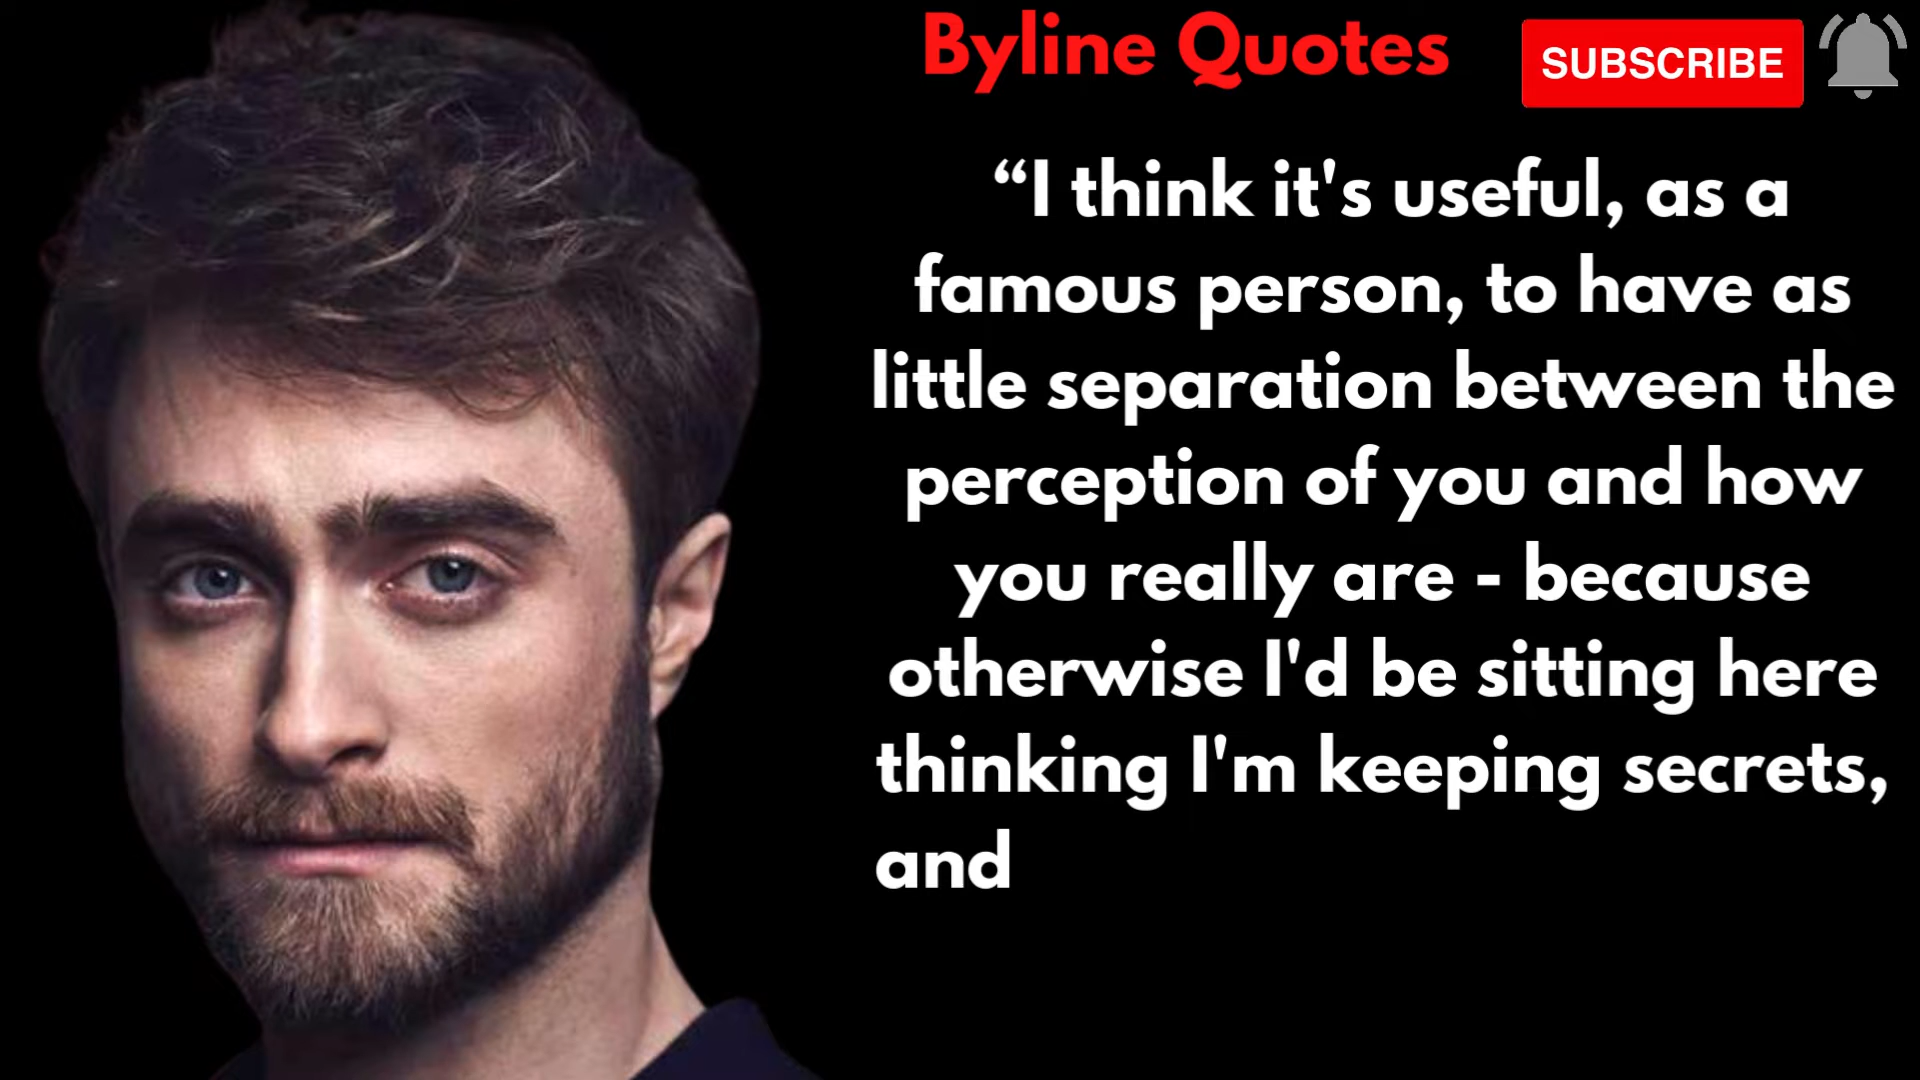 Byline Quotes
SUBSCRIBE
“I think it's useful, as a
famous person, to have as
little separation between the
perception of you and how
you really are - because
otherwise I'd be sitting here
thinking I'm keeping secrets,
and